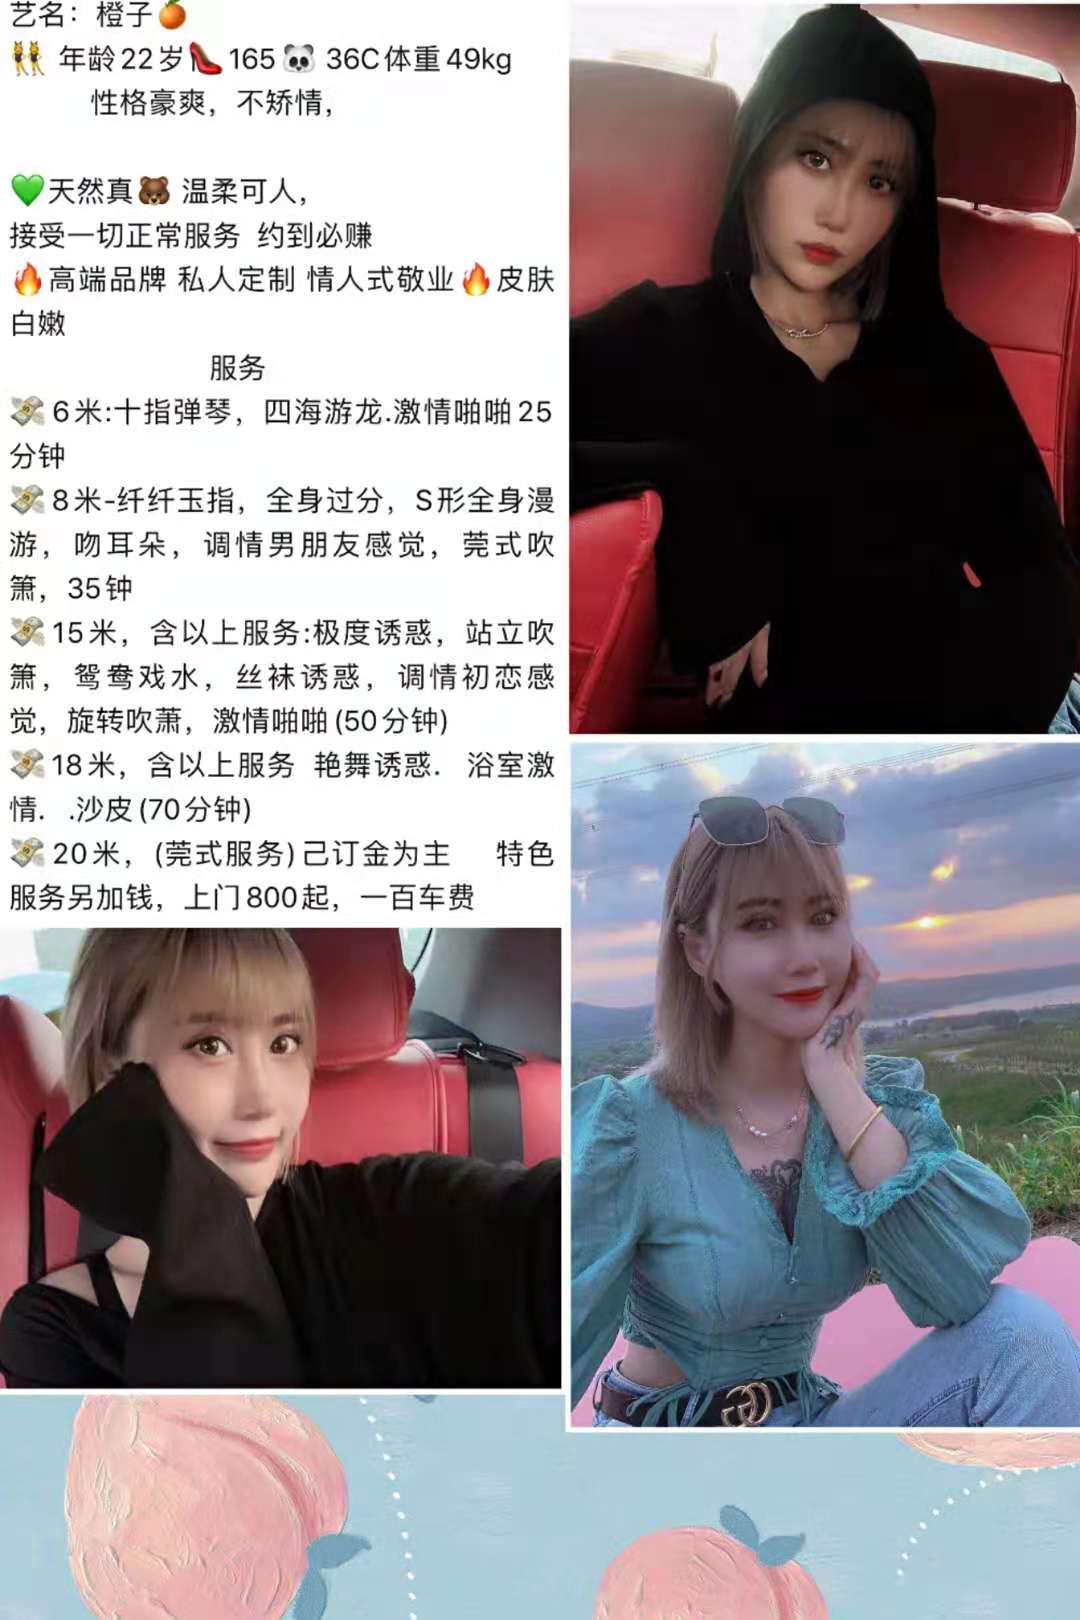 艺名：橙子🍊
👯 年龄22岁👠165🐼 36C体重49kg
性格豪爽，不矫情，
💚天然真🐻 温柔可人，
接受一切正常服务 约到必赚
🔥高端品牌 私人定制 情人式敬业🔥皮肤
白嫩
服务
💸6米:十指弹琴，四海游龙.激情啪啪25
分钟
💸8米-纤纤玉指，全身过分，S形全身漫
游，吻耳朵，调情男朋友感觉，莞式吹
箫，35钟
💸15米，含以上服务:极度诱惑，站立吹
箫，鸳鸯戏水，丝袜诱惑，调情初恋感
觉，旋转吹萧，激情啪啪(50分钟)
💸18米，含以上服务 艳舞诱惑. 浴室激
情. .沙皮(70分钟)
💸20米，(莞式服务)己订金为主 特色
服务另加钱，上门800起，一百车费